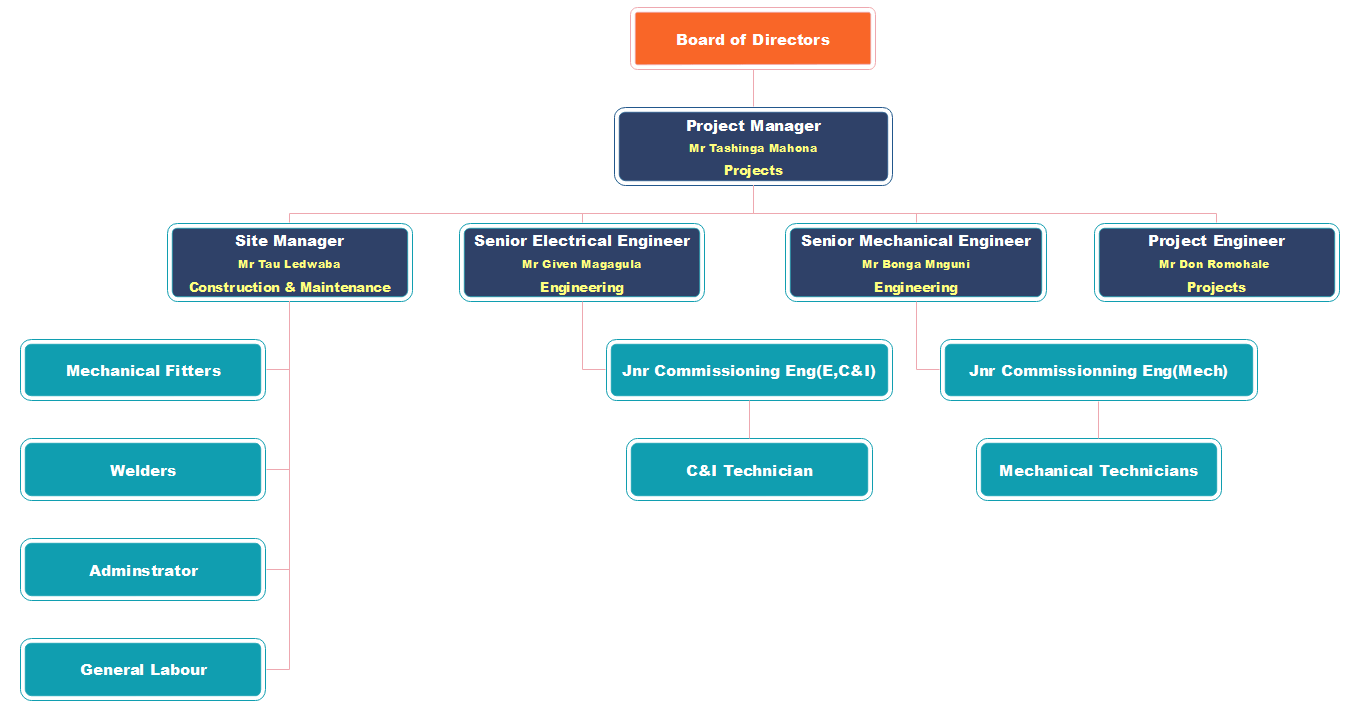 Board of Directors
Project Manager
Mr Tashinga Mahona
Projects
Site Manager
Mr Tau Ledwaba
Construction & Maintenance
Senior Electrical Engineer
Mr Given Magagula
Engineering
Senior Mechanical Engineer
Mr Bonga Mnguni
Engineering
Project Engineer
Mr Don Romohale
Projects
Mechanical Fitters
Jnr Commissioning Eng(E,C&I)
Jnr Commissionning Eng(Mech)
Welders
C&I Technician
Mechanical Technicians
Adminstrator
General Labour